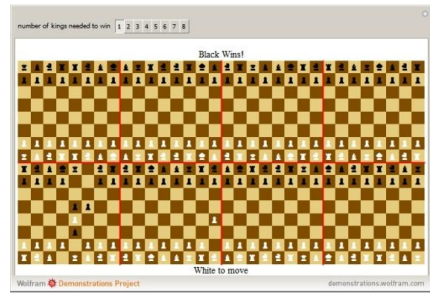 number of kings needed to win 1 2 3 4 5 6 7 8
Black Wins!
White to move
Wolfram Demonstrations Project
demonstrations.wolfram.com